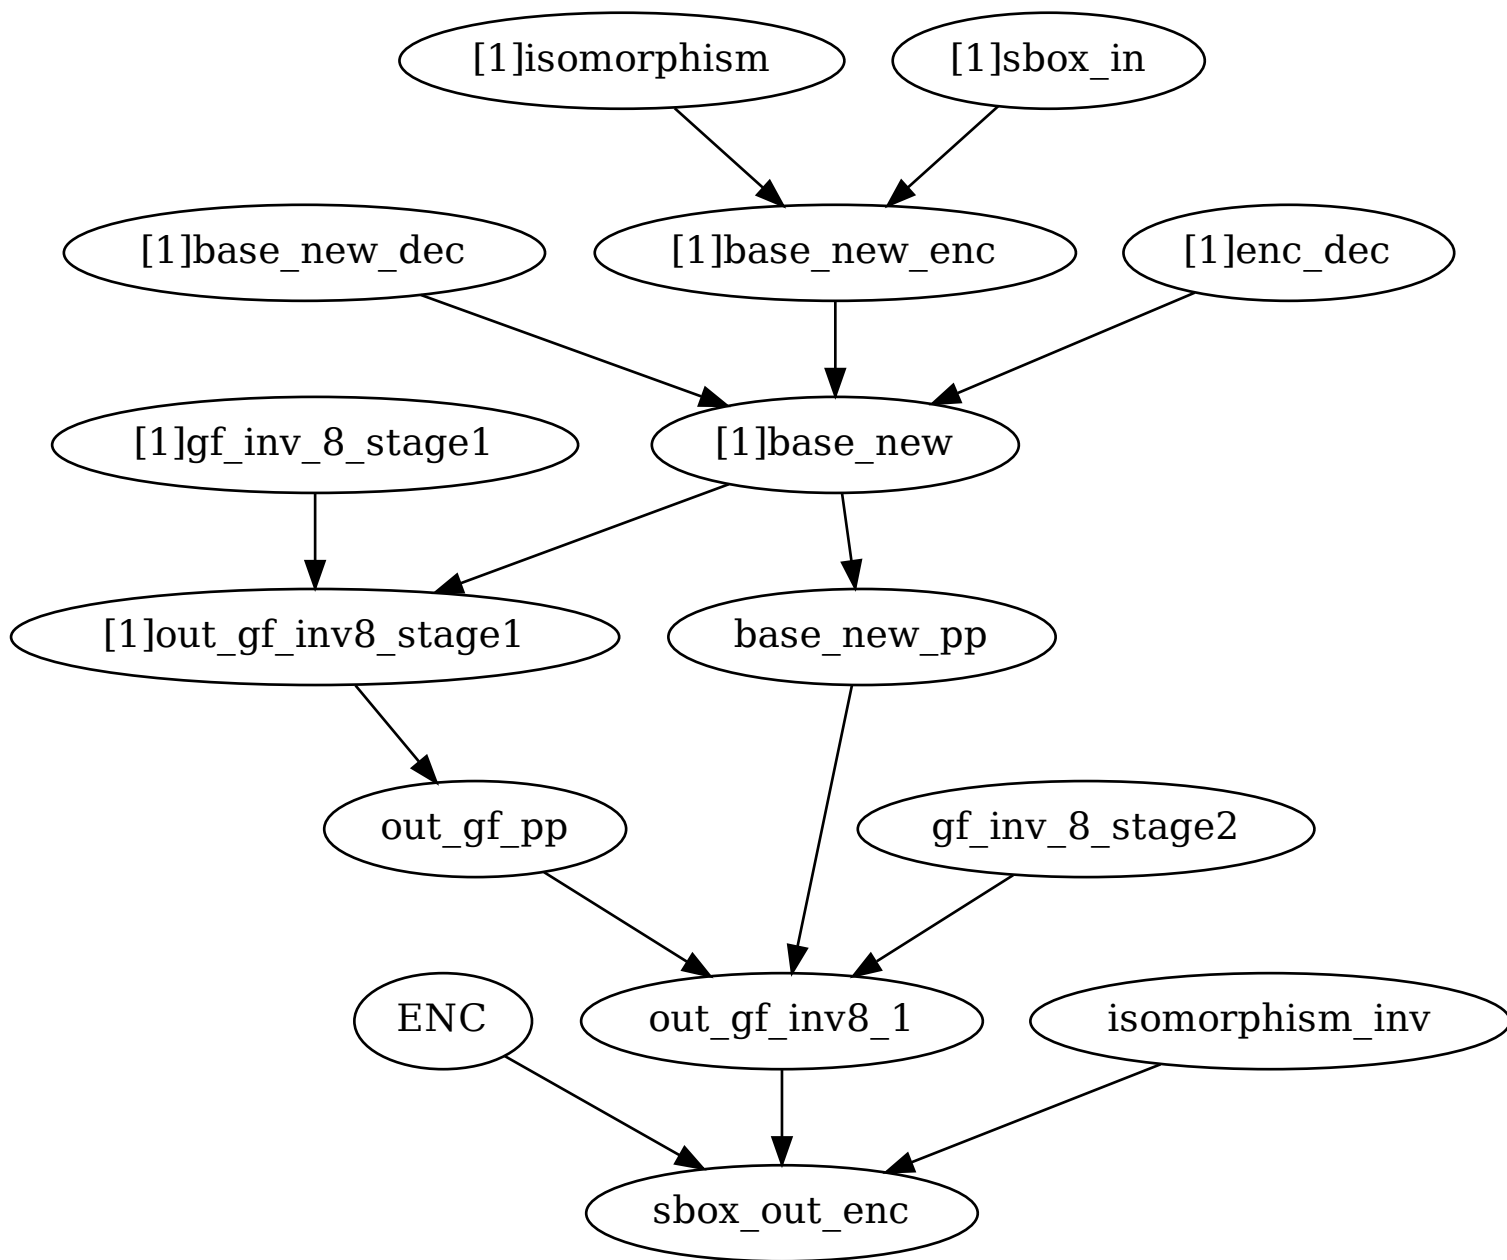 [1]isomorphism
[1]sbox_in
[1]base_new_dec
[1]base_new_enc
[1]enc_dec
[1]gf_inv_8_stage1
[1]base_new
[1]out_gf_inv8_stage1
base_new_pp
out_gf_pp
gf_inv_8_stage2
ENC
out_gf_inv8_1
isomorphism_inv
sbox_out_enc